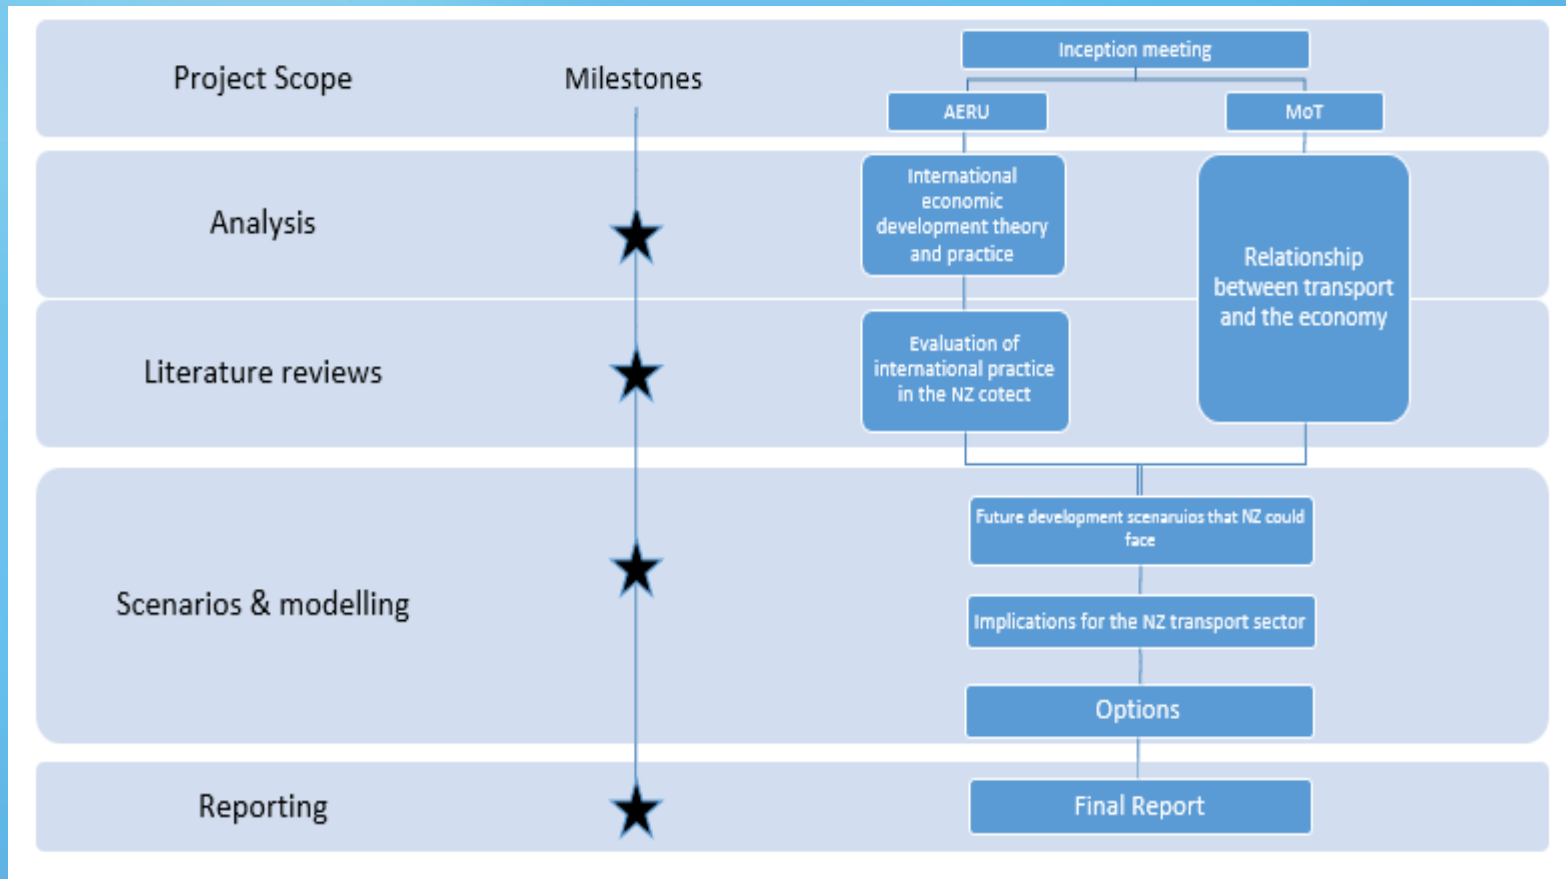 Project Scope
Milestones
Inception meeting
AERU
MoT
Analysis
International
economic
development theory
and practice
Relationship
between transport
and the economy
Literature reviews
Evaluation of
international practice
in the NZ cotect
Scenarios & modelling
Future development scenaruios that NZ could
face
Implications for the NZ transport sector
Options
Reporting
Final Report